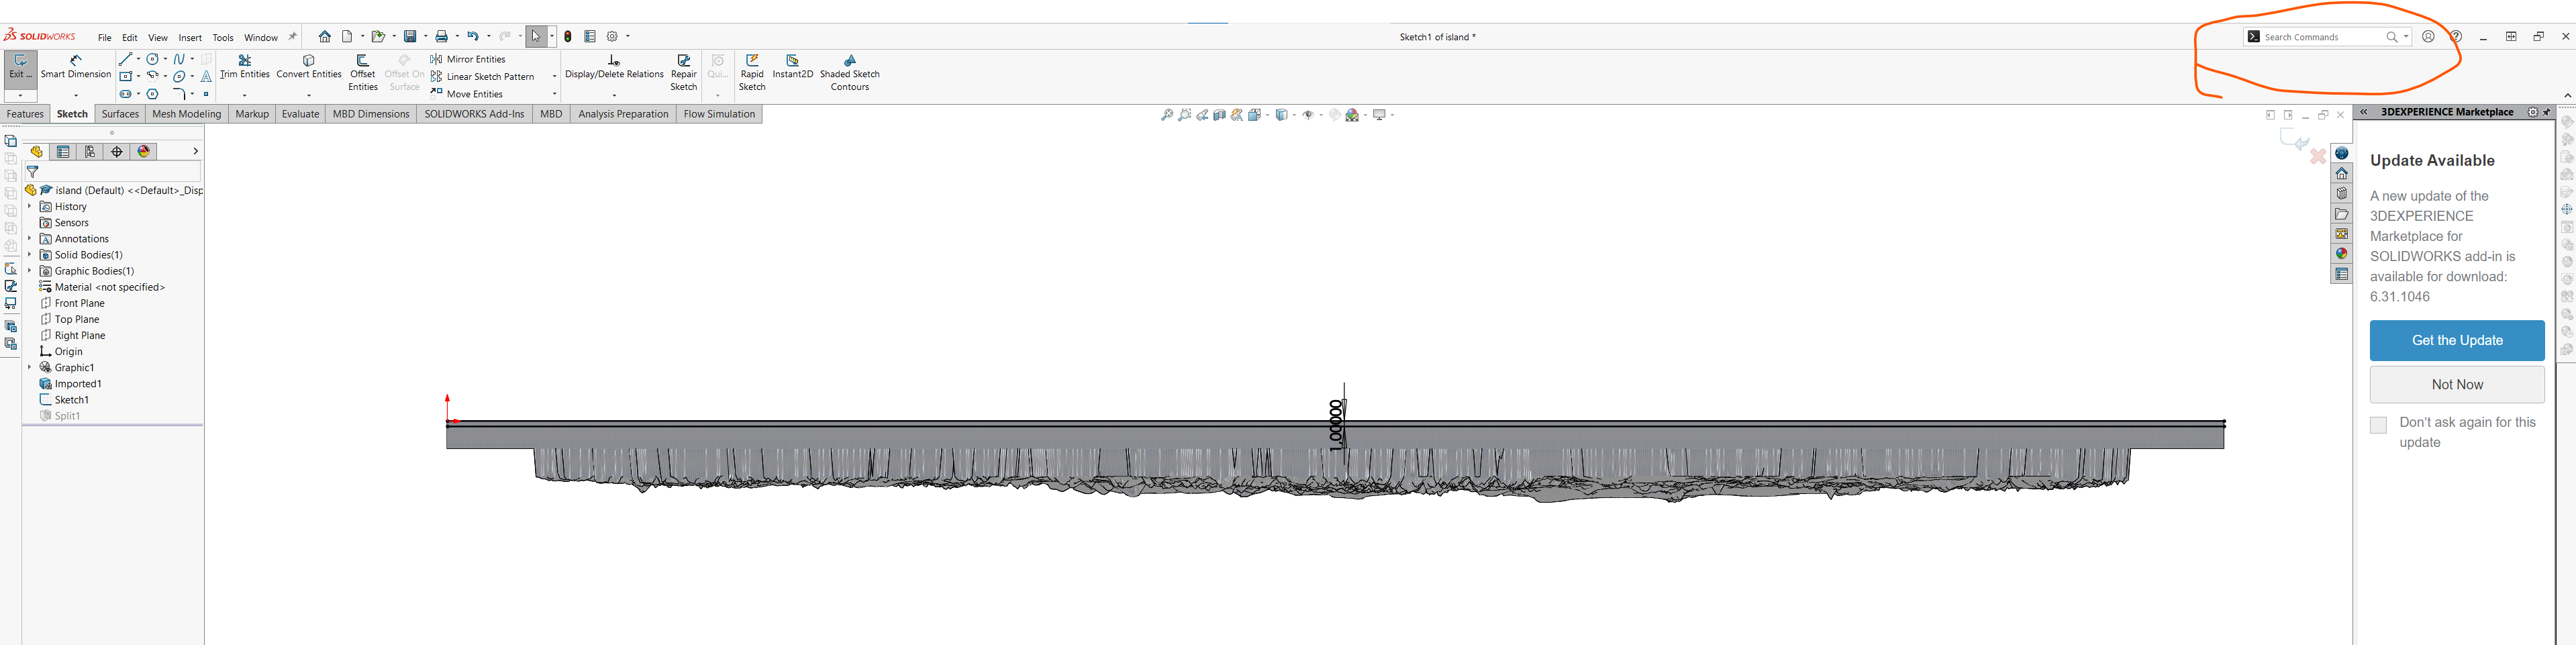 SOLIDWORKS File Edit View Insert Tools Window
Sketch1 of island *
Search Commands
Exit ...
Smart Dimension
Trim Entities
Convert Entities
Offset
Entities
Offset On
Surface
Mirror Entities
Linear Sketch Pattern
Move Entities
Display/Delete Relations
Repair
Sketch
Qui...
Rapid
Sketch
Instant2D
Shaded Sketch
Contours
Features Sketch Surfaces Mesh Modeling Markup Evaluate MBD Dimensions SOLIDWORKS Add-Ins MBD Analysis Preparation Flow Simulation
island (Default) <<Default>_Disp
History
Sensors
Annotations
Solid Bodies(1)
Graphic Bodies(1)
Material <not specified>
Front Plane
Top Plane
Right Plane
Origin
Graphic1
Imported1
Sketch1
Split1
1,00000
3DEXPERIENCE Marketplace
Update Available
A new update of the
3DEXPERIENCE
Marketplace for
SOLIDWORKS add-in is
available for download:
6.31.1046
Get the Update
Not Now
Don't ask again for this
update